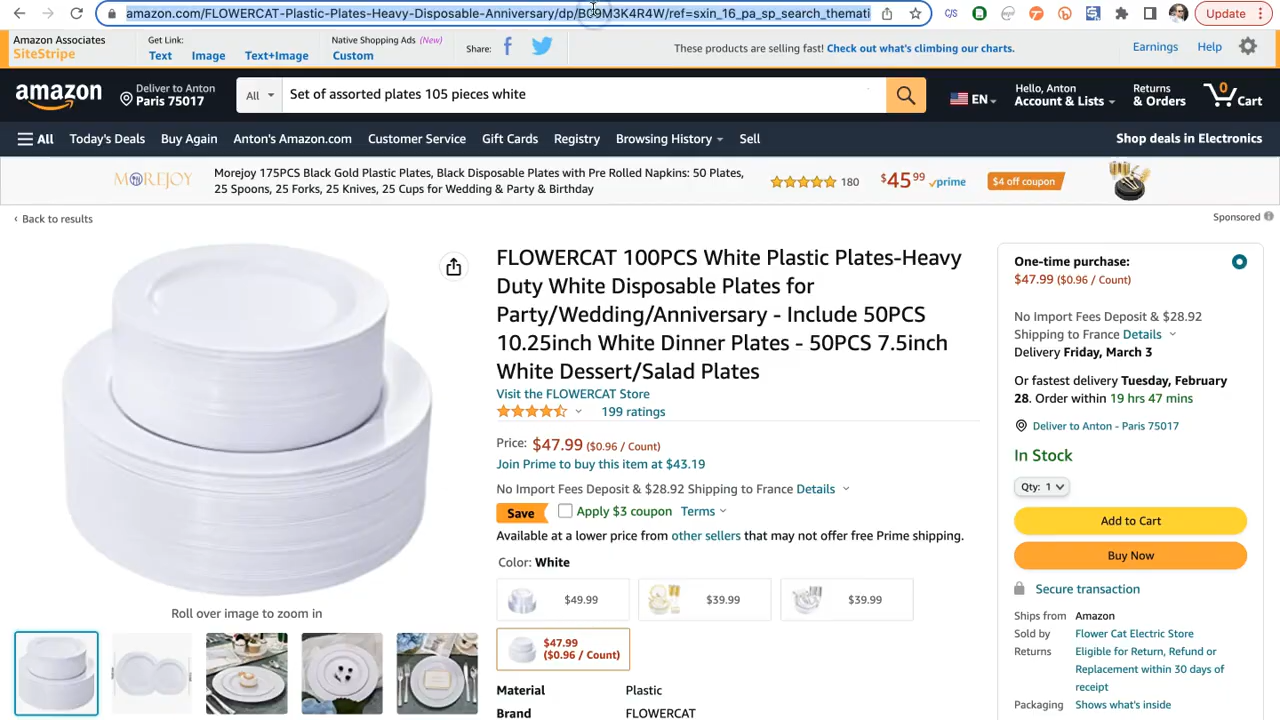 amazon.com/FLOWERCAT-Plastic-Plates-Heavy-Disposable-Anniversary/dp/B09M3K4R4W/ref=sxin_16_pa_sp_search_themati
Update
Amazon Associates
SiteStripe
Get Link:
Text
Image
Text+Image
Native Shopping Ads (New)
Custom
Share:
These products are selling fast! Check out what's climbing our charts.
Earnings
Help
amazon
Deliver to Anton
Paris 75017
All
Set of assorted plates 105 pieces white
EN
Hello, Anton
Account & Lists
Returns
& Orders
0
Cart
All
Today's Deals
Buy Again
Anton's Amazon.com
Customer Service
Gift Cards
Registry
Browsing History
Sell
Shop deals in Electronics
MOREJOY
Morejoy 175PCS Black Gold Plastic Plates, Black Disposable Plates with Pre Rolled Napkins: 50 Plates,
25 Spoons, 25 Forks, 25 Knives, 25 Cups for Wedding & Party & Birthday
180
$45.99
prime
$4 off coupon
‹ Back to results
Sponsored
FLOWERCAT 100PCS White Plastic Plates-Heavy
Duty White Disposable Plates for
Party/Wedding/Anniversary - Include 50PCS
10.25inch White Dinner Plates - 50PCS 7.5inch
White Dessert/Salad Plates
Visit the FLOWERCAT Store
199 ratings
Price: $47.99 ($0.96 / Count)
Join Prime to buy this item at $43.19
No Import Fees Deposit & $28.92 Shipping to France Details
Save
Apply $3 coupon
Terms
Available at a lower price from other sellers that may not offer free Prime shipping.
Color: White
$49.99
$39.99
$39.99
$47.99
($0.96 / Count)
Material
Plastic
Brand
FLOWERCAT
Roll over image to zoom in
One-time purchase:
$47.99 ($0.96 / Count)
No Import Fees Deposit & $28.92
Shipping to France Details
Delivery Friday, March 3
Or fastest delivery Tuesday, February
28. Order within 19 hrs 47 mins
Deliver to Anton - Paris 75017
In Stock
Qty: 1
Add to Cart
Buy Now
Secure transaction
Ships from
Amazon
Sold by
Flower Cat Electric Store
Returns
Eligible for Return, Refund or
Replacement within 30 days of
receipt
Packaging
Shows what's inside